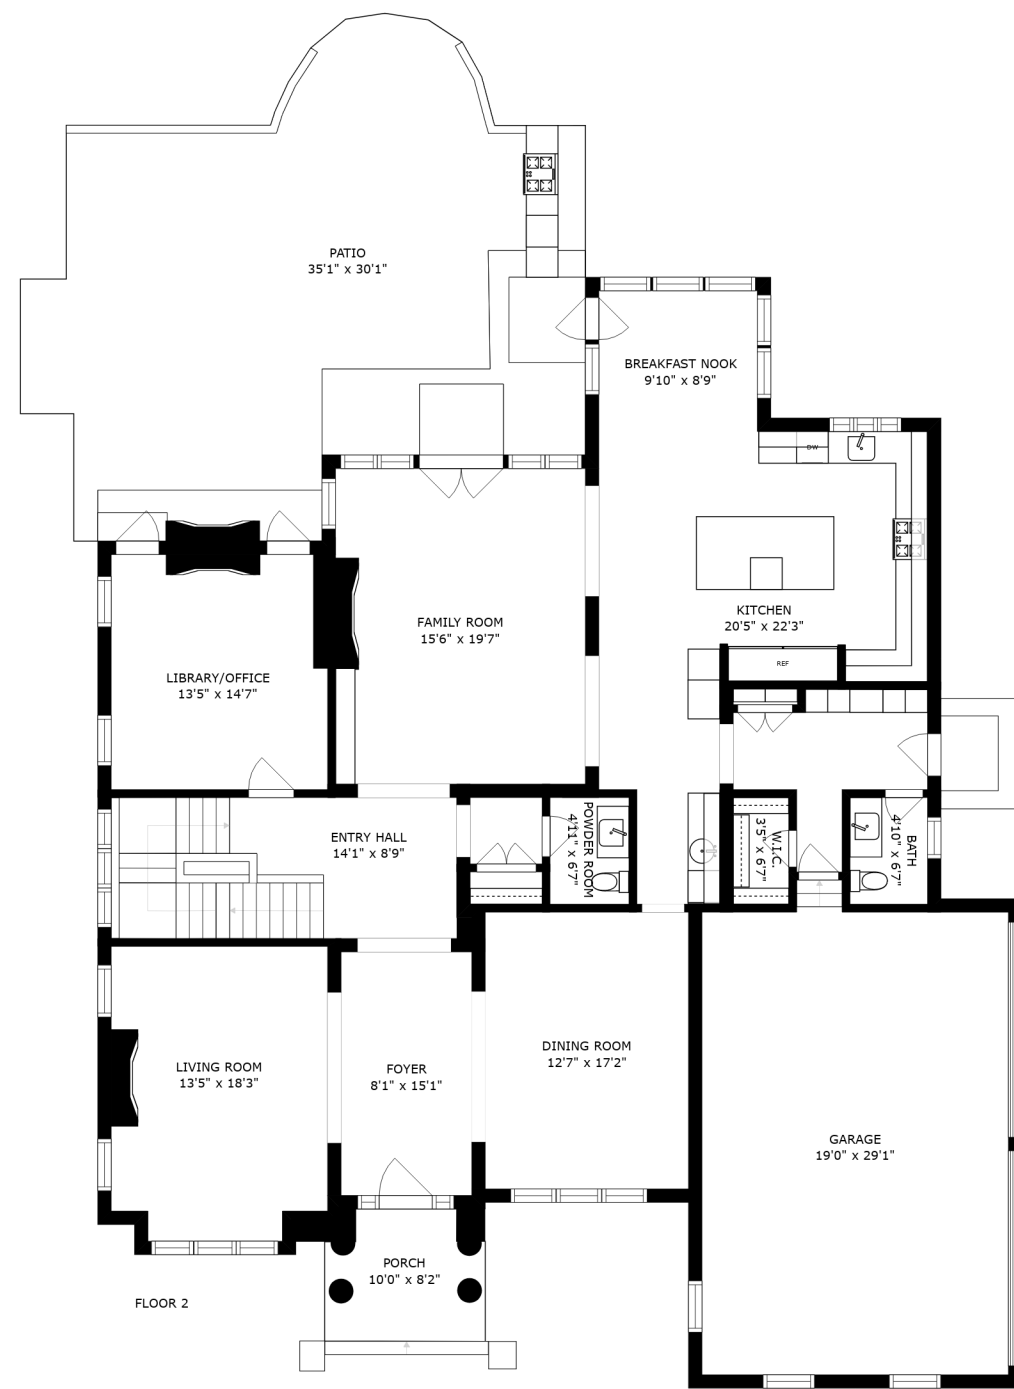 PATIO
35'1" x 30'1"
BREAKFAST NOOK
9'10" x 8'9"
DW
KITCHEN
20'5" x 22'3"
REF
FAMILY ROOM
15'6" x 19'7"
LIBRARY/OFFICE
13'5" x 14'7"
ENTRY HALL
14'1" x 8'9"
POWDER ROOM
4'11" x 6'7"
W.I.C.
3'5" x 6'7"
BATH
4'10" x 6'7"
LIVING ROOM
13'5" x 18'3"
FOYER
8'1" x 15'1"
DINING ROOM
12'7" x 17'2"
GARAGE
19'0" x 29'1"
PORCH
10'0" x 8'2"
FLOOR 2